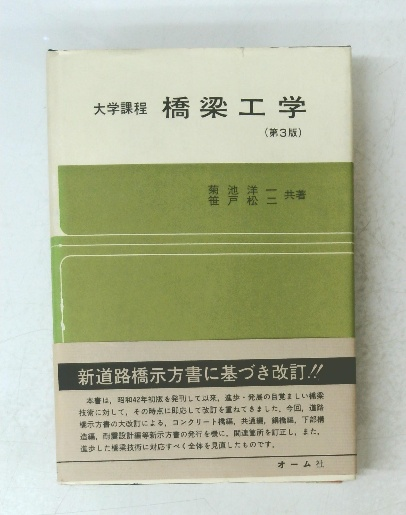 大学課程 橋梁工学
(第3版)
菊池洋一
笹戸松二 共著
新道路橋示方書に基づき改訂!!
本書は、昭和42年初版を発刊して以来、進歩・発展の目覚ましい橋梁
技術に対して、その時点に即応して改訂を重ねてきました。今回、道路
橋示方書の大改訂による、コンクリート橋編、共通編、鋼橋編、下部構
造編、耐震設計編等新示方書の発行を機に、関連箇所を訂正し、また、
進歩した橋梁技術に対応すべく全体を見直したものです。
オーム社